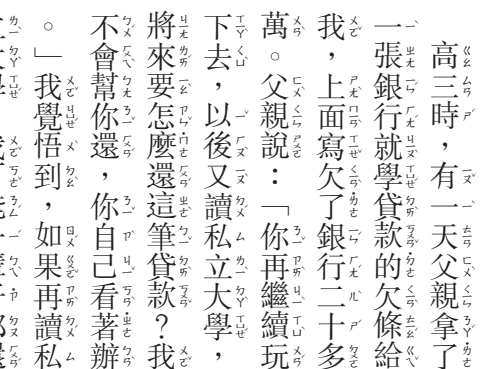 高三時，有一天父親拿了
一張銀行就學貸款的欠條給
我，上面寫欠了銀行二十多
萬。父親說：「你再繼續玩
下去，以後又讀私立大學，
將來要怎麼還這筆貸款？我
不會幫你還，你自己看著辦
。」我覺悟到，如果再讀私